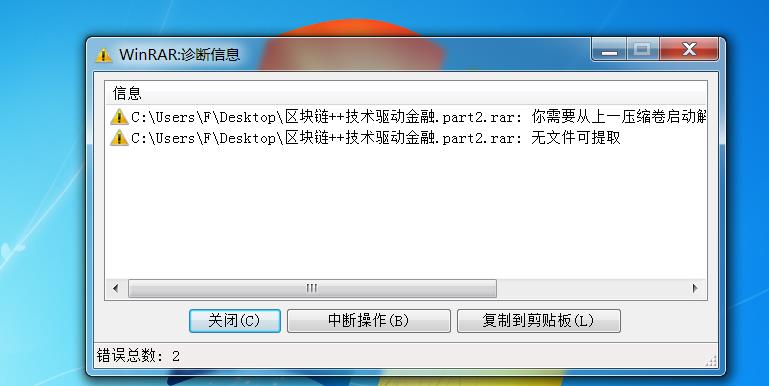 WinRAR:诊断信息
信息
C:\Users\F\Desktop\区块链++技术驱动金融.part2.rar: 你需要从上一压缩卷启动解
C:\Users\F\Desktop\区块链++技术驱动金融.part2.rar: 无文件可提取
关闭(C) 中断操作(B) 复制到剪贴板(L)
错误总数: 2